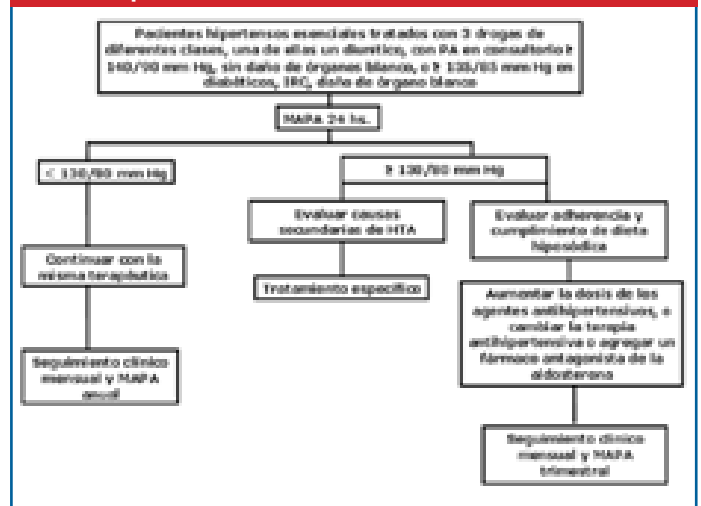 Pacientes hipertensos esenciales tratados con 3 drogas de
diferentes clases, una de ellas un diurético, con PA en consultorio ≥
140/90 mm Hg, sin daño de órganos blanco, o ≥ en
diabéticos, IRC, daño de órgano blanco
MAPA 24 hs.
< 130/80 mm Hg
≥ 130/80 mm Hg
Evaluar causas
secundarias de HTA
Evaluar adherencia y
cumplimiento de dieta
hiposódica
Continuar con la
misma terapéutica
Tratamiento específico
Aumentar la dosis de los
agentes antihipertensivos, o
cambiar la terapia
antihipertensiva o agregar un
fármaco antagonista de la
aldosterona
Seguimiento clínico
mensual y MAPA
anual
Seguimiento clínico
mensual y MAPA
trimestral